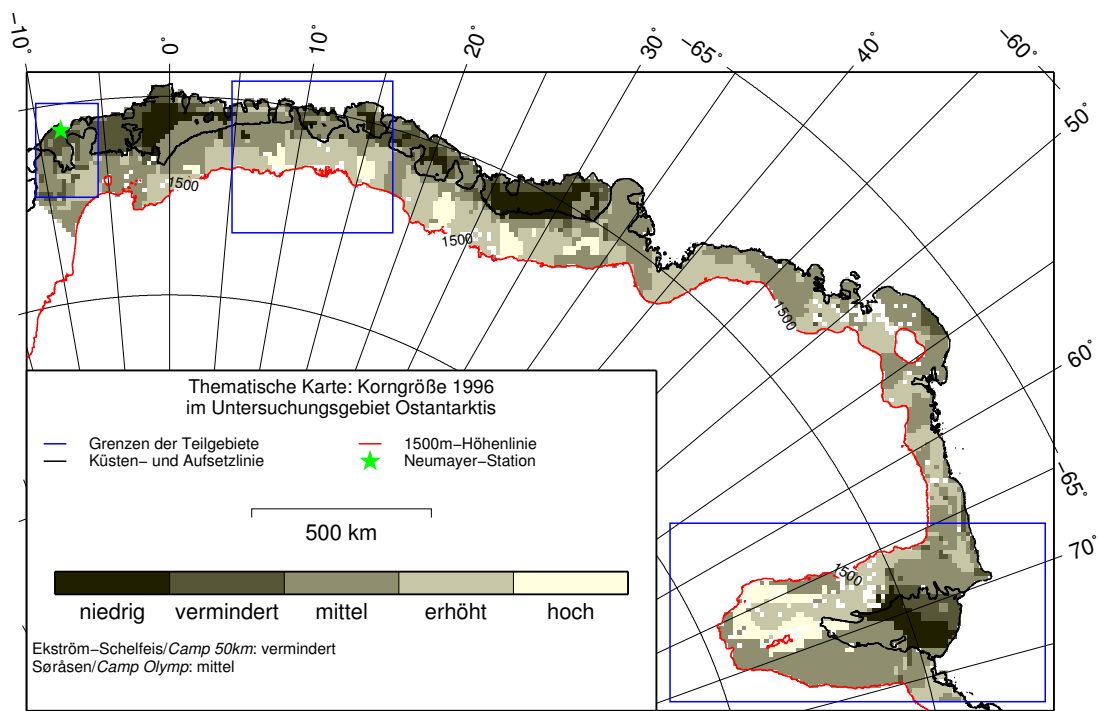 −10°
0°
10°
20°
30°
−65°
40°
−60°
50°
60°
−65°
70°
1500
1500
1500
1500
Thematische Karte: Korngröße 1996
im Untersuchungsgebiet Ostantarktis
Grenzen der Teilgebiete
1500m−Höhenlinie
Küsten− und Aufsetzlinie
Neumayer−Station
500 km
niedrig vermindert mittel erhöht hoch
Ekström−Schelfeis/Camp 50km: vermindert
Søråsen/Camp Olymp: mittel